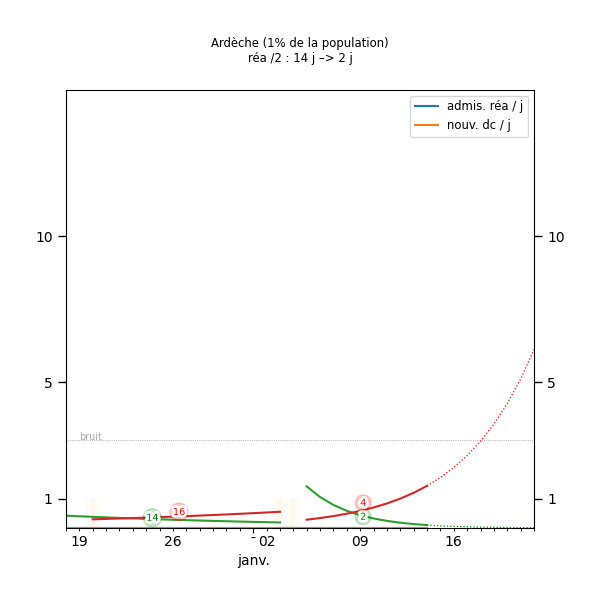 Ardèche (1% de la population)
réa /2 : 14 j –> 2 j
admis. réa / j
nouv. dc / j
10
10
5
5
bruit
1
1
14
16
4
2
19
26
- 02
09
16
janv.